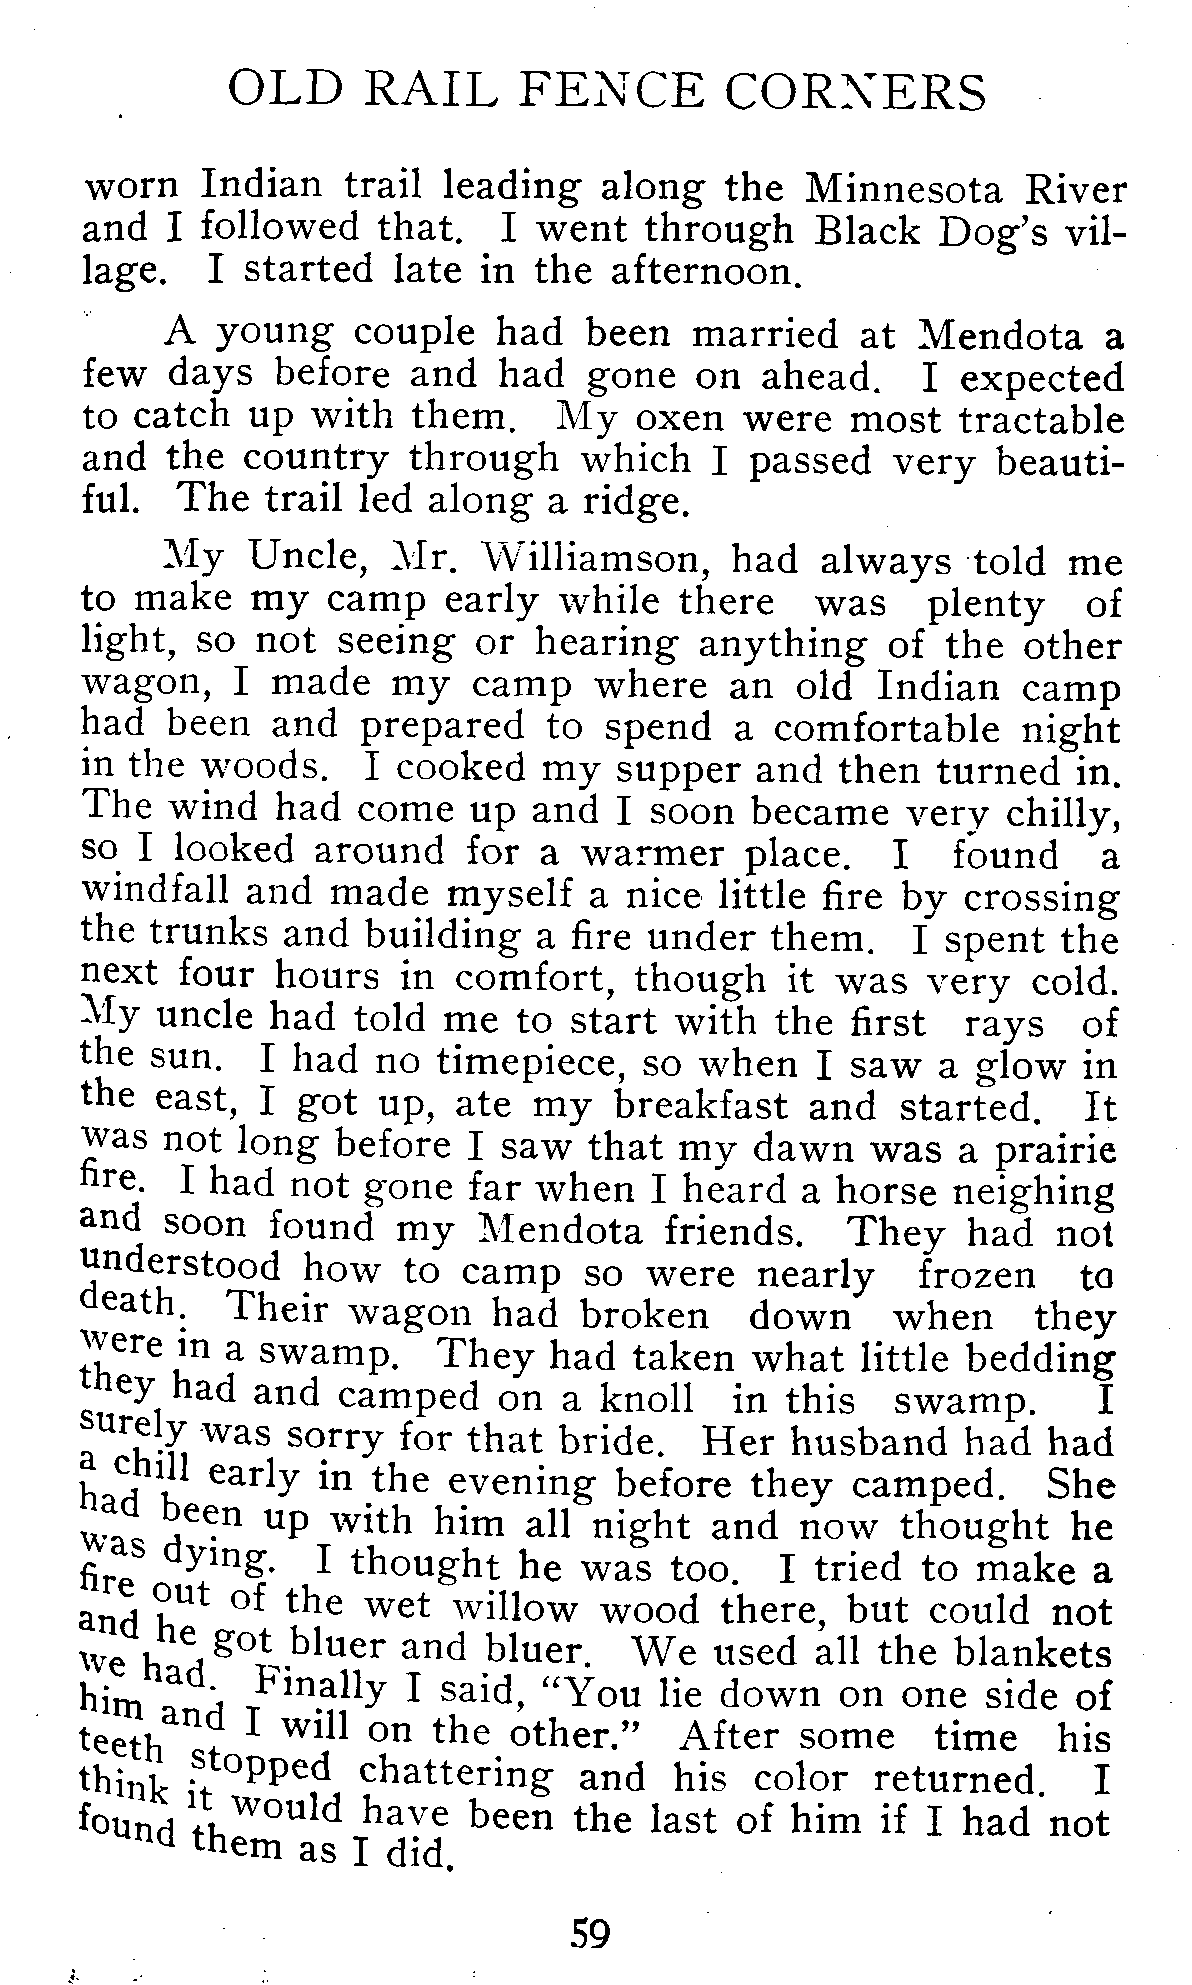 OLD RAIL FENCE CORNERS
worn Indian trail leading along the Minnesota River
and I followed that. I went through Black Dog's vil-
lage. I started late in the afternoon.
A young couple had been married at Mendota a
few days before and had gone on ahead. I expected
to catch up with them. My oxen were most tractable
and the country through which I passed very beauti-
ful. The trail led along a ridge.
My Uncle, Mr. Williamson, had always told me
to make my camp early while there was plenty of
light, so not seeing or hearing anything of the other
wagon, I made my camp where an old Indian camp
had been and prepared to spend a comfortable night
in the woods. I cooked my supper and then turned in.
The wind had come up and I soon became very chilly,
so I looked around for a warmer place. I found a
windfall and made myself a nice little fire by crossing
the trunks and building a fire under them. I spent the
next four hours in comfort, though it was very cold.
My uncle had told me to start with the first rays of
the sun. I had no timepiece, so when I saw a glow in
the east, I got up, ate my breakfast and started. It
was not long before I saw that my dawn was a prairie
fire. I had not gone far when I heard a horse neighing
and soon found my Mendota friends. They had not
understood how to camp so were nearly frozen to
death. Their wagon had broken down when they
were in a swamp. They had taken what little bedding
they had and camped on a knoll in this swamp. I
surely was sorry for that bride. Her husband had had
a chill early in the evening before they camped. She
had been up with him all night and now thought he
was dying. I thought he was too. I tried to make a
fire out of the wet willow wood there, but could not
and he got bluer and bluer. We used all the blankets
we had. Finally I said, “You lie down on one side of
him and I will on the other.” After some time his
teeth stopped chattering and his color returned. I
think it would have been the last of him if I had not
found them as I did.
59